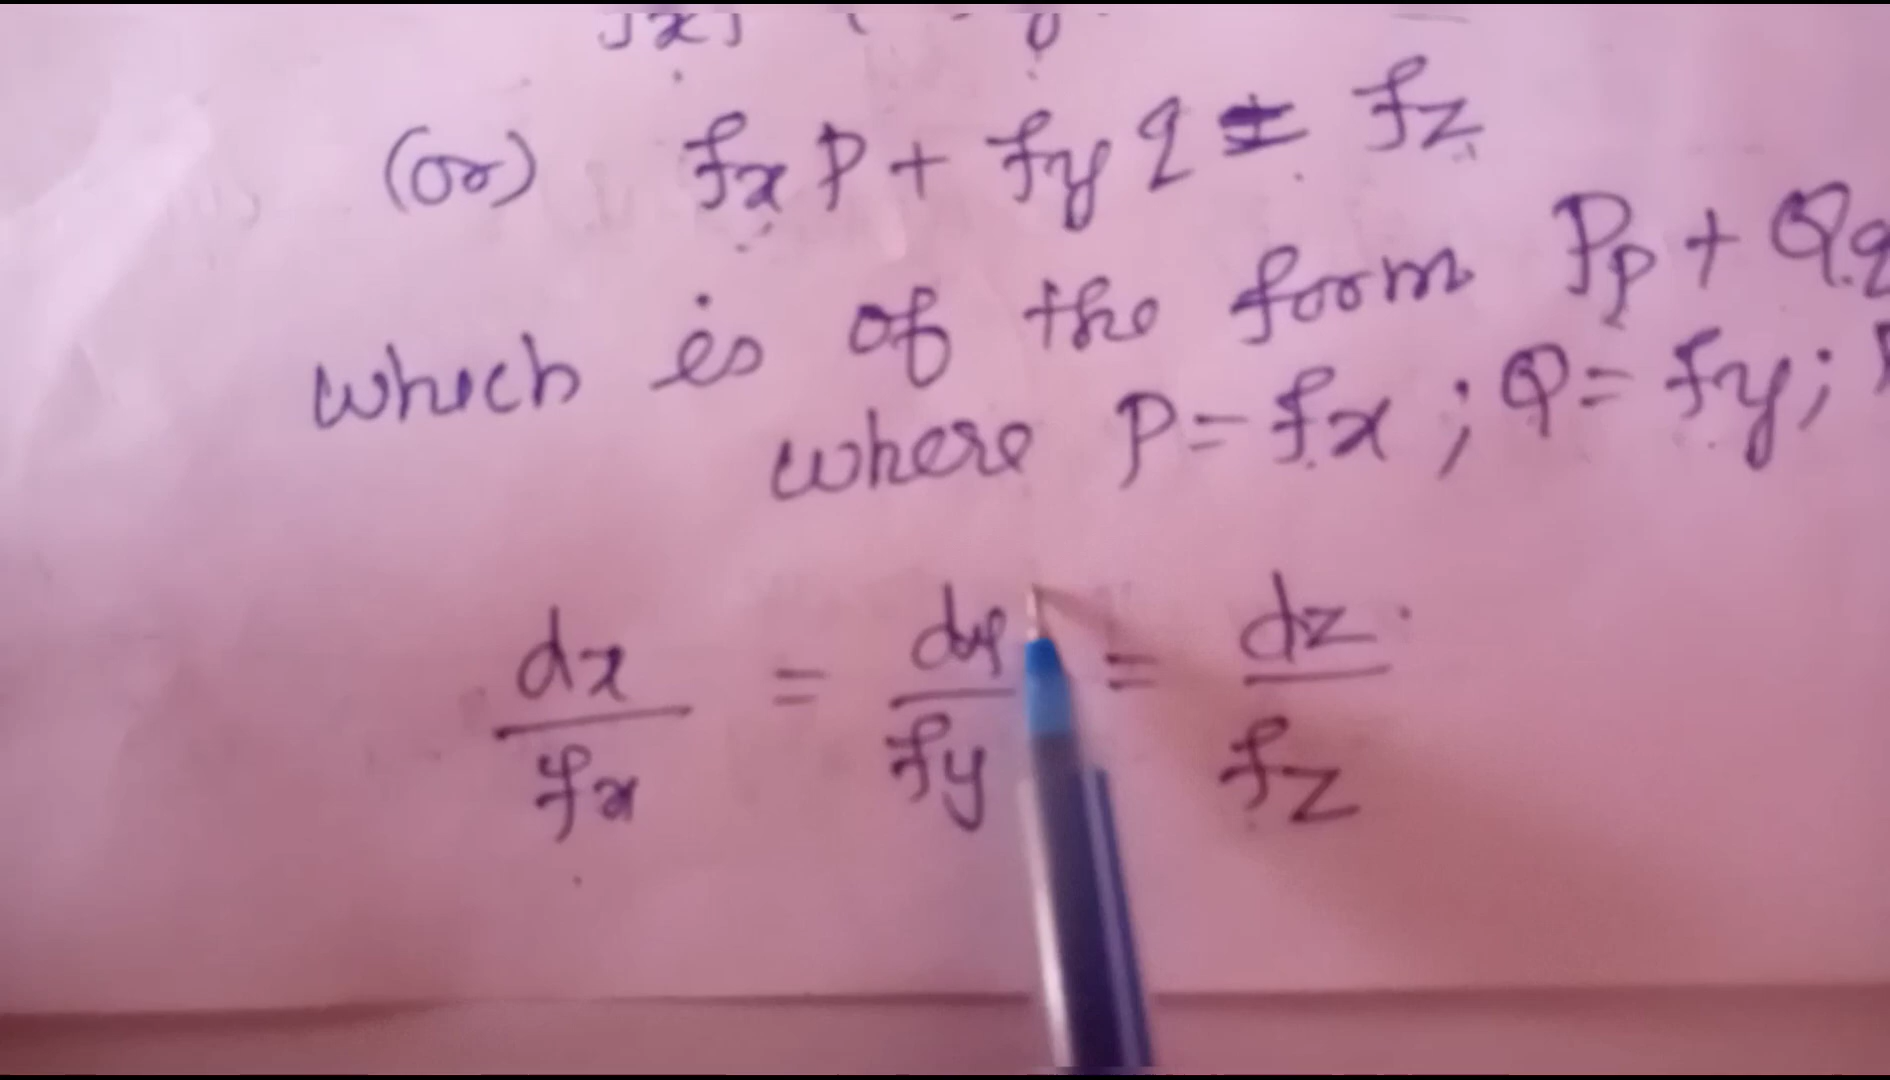 (or) fx p + fy q = fz
which is of the form Pp + Qq
where P = fx ; Q = fy ;
dx/fx = dy/fy = dz/fz